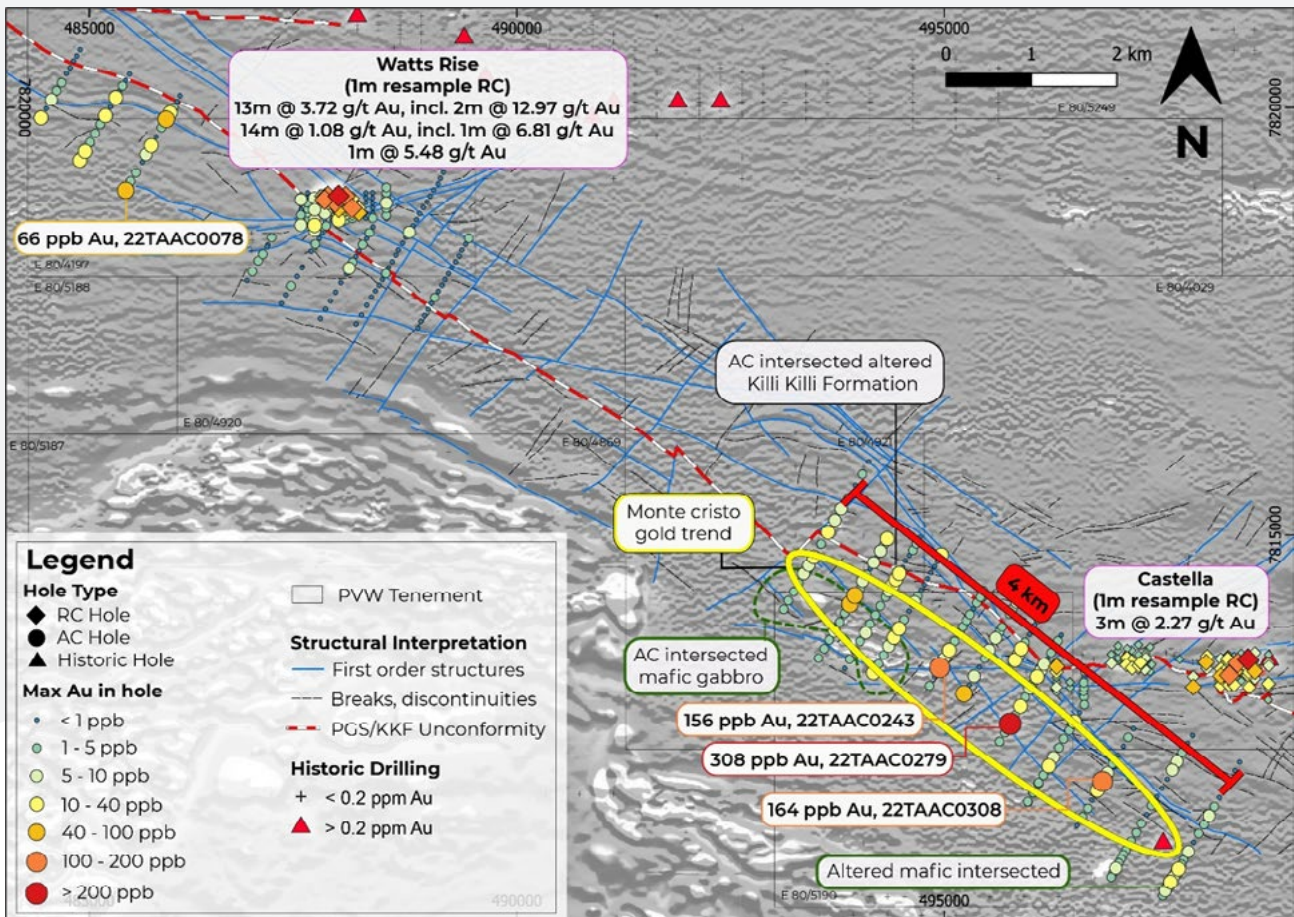 485000
490000
495000
0 1 2 km
E 80/5249
N
7820000
7820000
Watts Rise
(1m resample RC)
13m @ 3.72 g/t Au, incl. 2m @ 12.97 g/t Au
14m @ 1.08 g/t Au, incl. 1m @ 6.81 g/t Au
1m @ 5.48 g/t Au
66 ppb Au, 22TAAC0078
E 80/4197
E 80/5188
E 80/4029
AC intersected altered
Killi Killi Formation
E 80/4920
E 80/5187
E 80/4869
E 80/4921
Monte cristo
gold trend
7815000
4 km
Castella
(1m resample RC)
3m @ 2.27 g/t Au
AC intersected
mafic gabbro
156 ppb Au, 22TAAC0243
308 ppb Au, 22TAAC0279
164 ppb Au, 22TAAC0308
Altered mafic intersected
E 80/5190
Legend
Hole Type
RC Hole
AC Hole
Historic Hole
Max Au in hole
< 1 ppb
1 - 5 ppb
5 - 10 ppb
10 - 40 ppb
40 - 100 ppb
100 - 200 ppb
> 200 ppb
PVW Tenement
Structural Interpretation
First order structures
Breaks, discontinuities
PGS/KKF Unconformity
Historic Drilling
< 0.2 ppm Au
> 0.2 ppm Au
485000
490000
495000